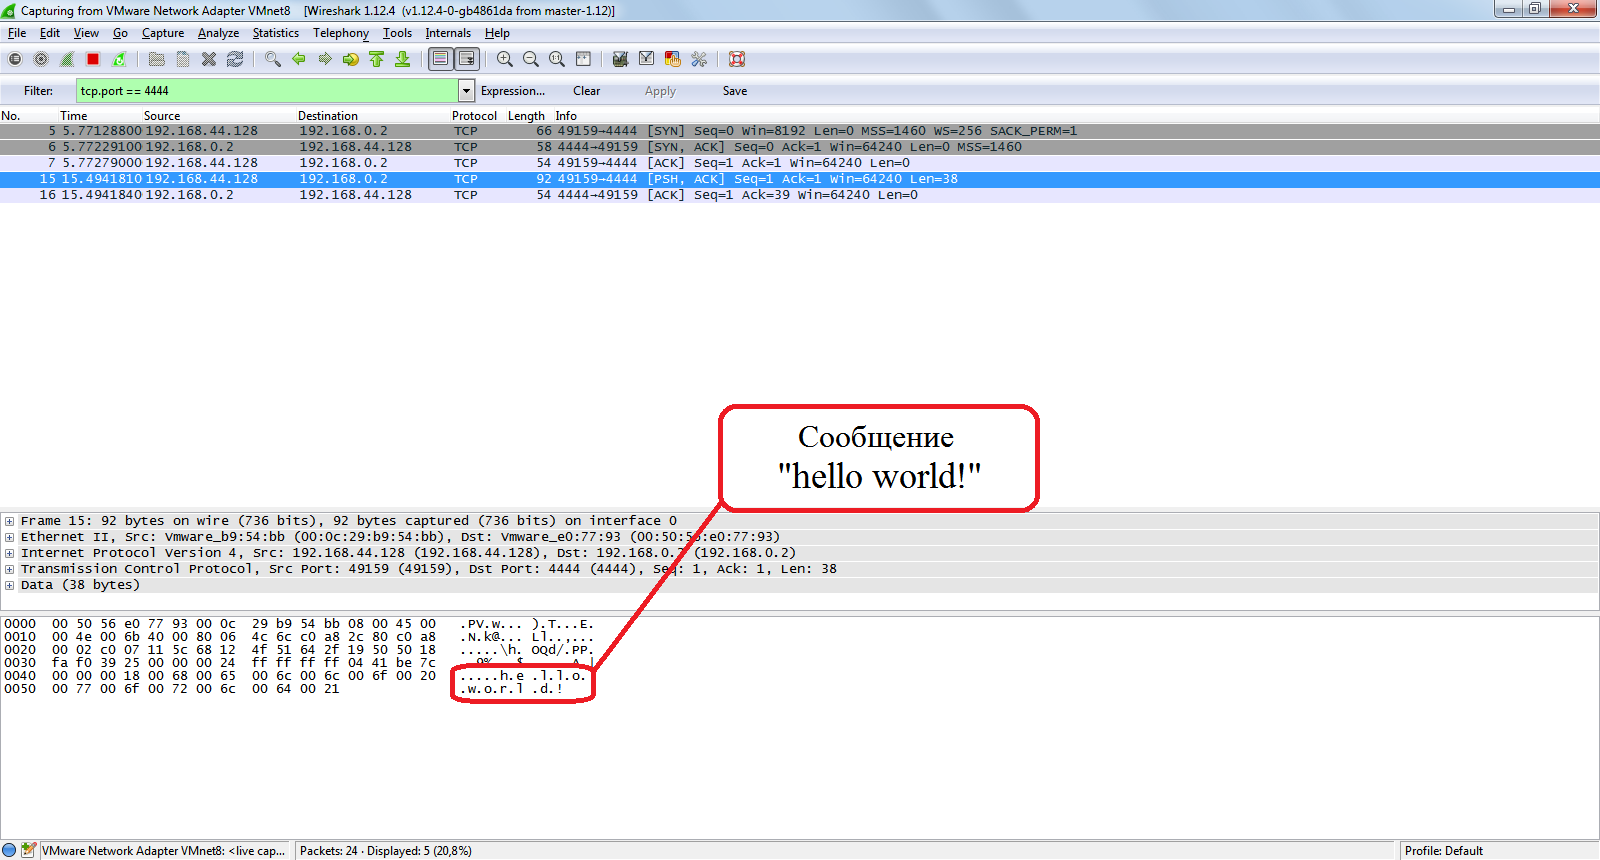 Capturing from VMware Network Adapter VMnet8 [Wireshark 1.12.4 (v1.12.4-0-gb4861da from master-1.12)]
File Edit View Go Capture Analyze Statistics Telephony Tools Internals Help
Filter: tcp.port == 4444 Expression... Clear Apply Save
No. Time Source Destination Protocol Length Info
5 5.77128800 192.168.44.128 192.168.0.2 TCP 66 49159→4444 [SYN] Seq=0 Win=8192 Len=0 MSS=1460 WS=256 SACK_PERM=1
6 5.77229100 192.168.0.2 192.168.44.128 TCP 58 4444→49159 [SYN, ACK] Seq=0 Ack=1 Win=64240 Len=0 MSS=1460
7 5.77279000 192.168.44.128 192.168.0.2 TCP 54 49159→4444 [ACK] Seq=1 Ack=1 Win=64240 Len=0
15 15.4941810 192.168.44.128 192.168.0.2 TCP 92 49159→4444 [PSH, ACK] Seq=1 Ack=1 Win=64240 Len=38
16 15.4941840 192.168.0.2 192.168.44.128 TCP 54 4444→49159 [ACK] Seq=1 Ack=39 Win=64240 Len=0
Сообщение
"hello world!"
Frame 15: 92 bytes on wire (736 bits), 92 bytes captured (736 bits) on interface 0
Ethernet II, Src: Vmware_b9:54:bb (00:0c:29:b9:54:bb), Dst: Vmware_e0:77:93 (00:50:56:e0:77:93)
Internet Protocol Version 4, Src: 192.168.44.128 (192.168.44.128), Dst: 192.168.0.2 (192.168.0.2)
Transmission Control Protocol, Src Port: 49159 (49159), Dst Port: 4444 (4444), Seq: 1, Ack: 1, Len: 38
Data (38 bytes)
0000 00 50 56 e0 77 93 00 0c 29 b9 54 bb 08 00 45 00 .PV.w... ).T...E.
0010 00 4e 00 6b 40 00 80 06 4c 6c c0 a8 2c 80 c0 a8 .N.k@... Ll..,...
0020 00 02 c0 07 11 5c 68 12 4f 51 64 2f 19 50 50 18 .....\h. OQd/.PP.
0030 fa f0 39 25 00 00 00 24 ff ff ff ff 04 41 be 7c ..9%...$ .....A.|
0040 00 00 00 18 00 68 00 65 00 6c 00 6c 00 6f 00 20 .....h.e .l.l.o.
0050 00 77 00 6f 00 72 00 6c 00 64 00 21 .w.o.r.l .d.!
VMware Network Adapter VMnet8: <live cap... Packets: 24 · Displayed: 5 (20,8%) Profile: Default